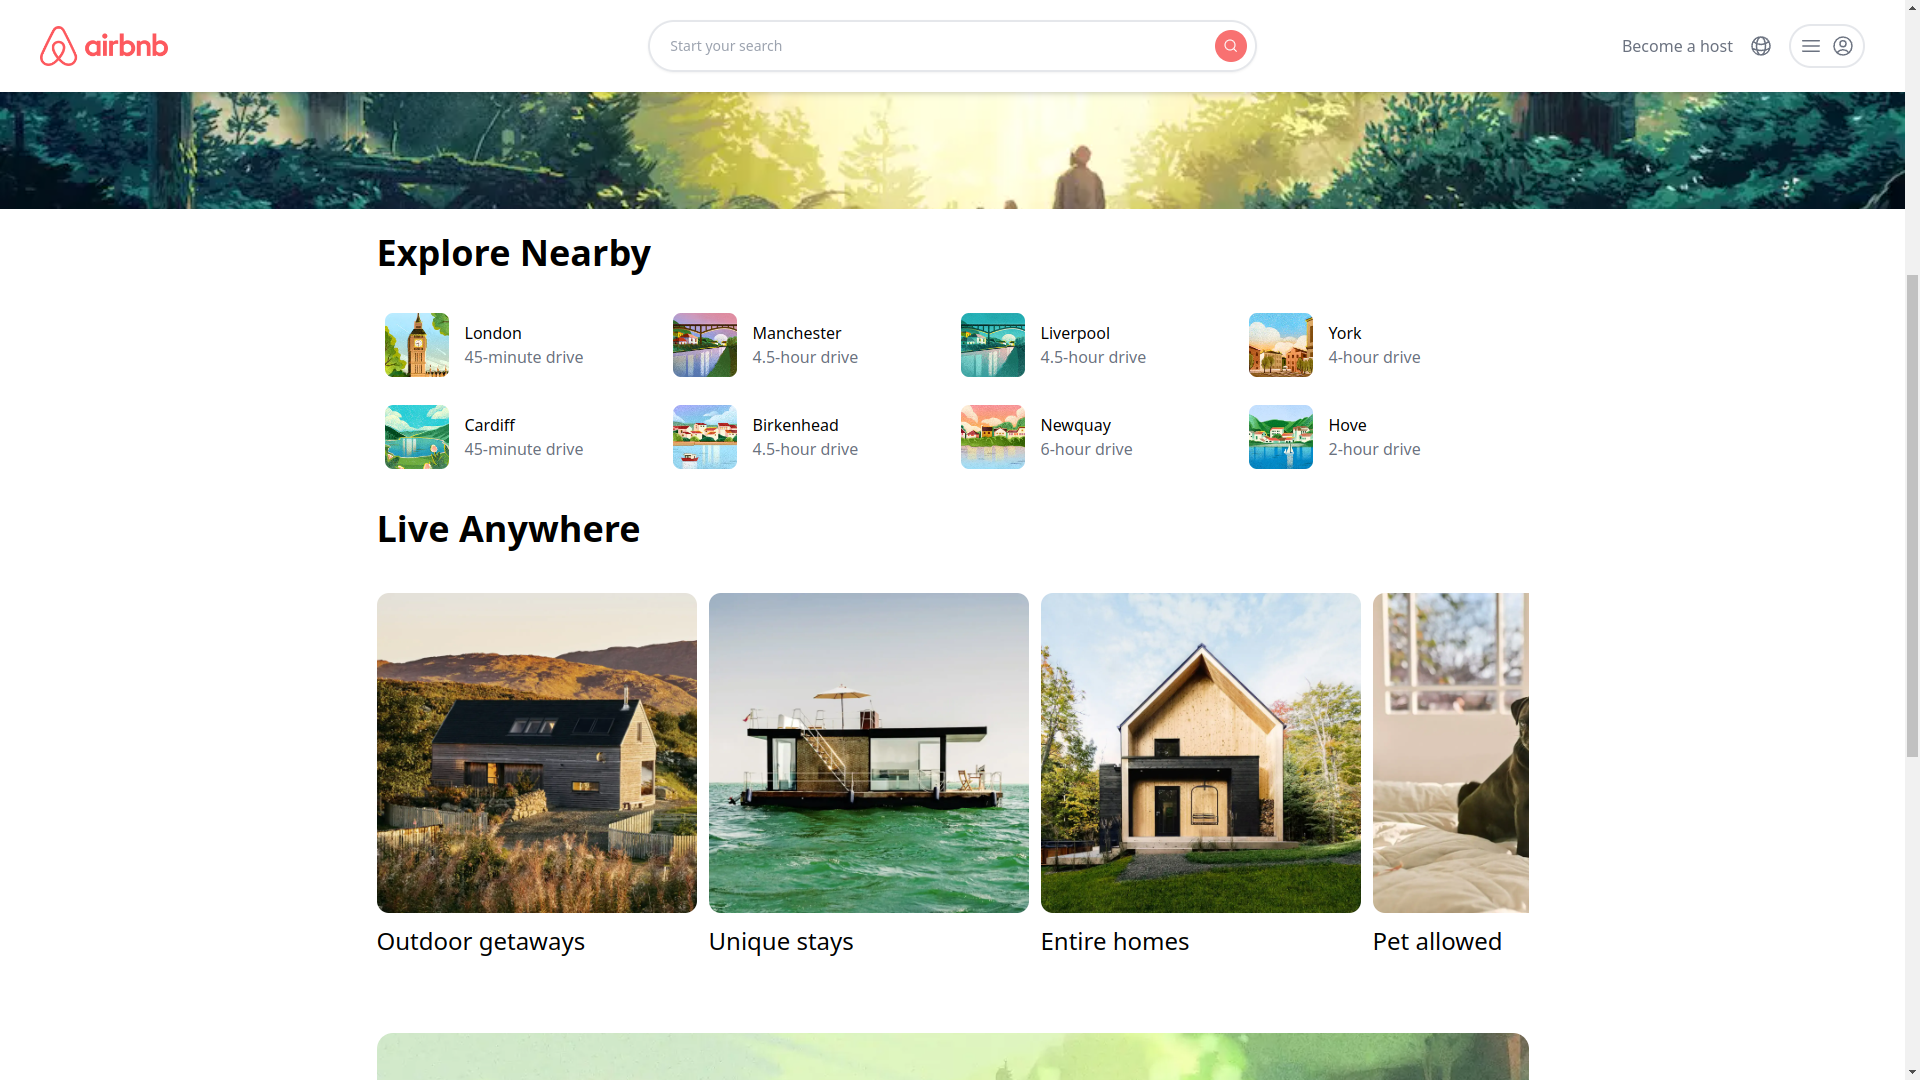 airbnb
Start your search
Become a host
Explore Nearby
London
45-minute drive
Manchester
4.5-hour drive
Liverpool
4.5-hour drive
York
4-hour drive
Cardiff
45-minute drive
Birkenhead
4.5-hour drive
Newquay
6-hour drive
Hove
2-hour drive
Live Anywhere
Outdoor getaways
Unique stays
Entire homes
Pet allowed